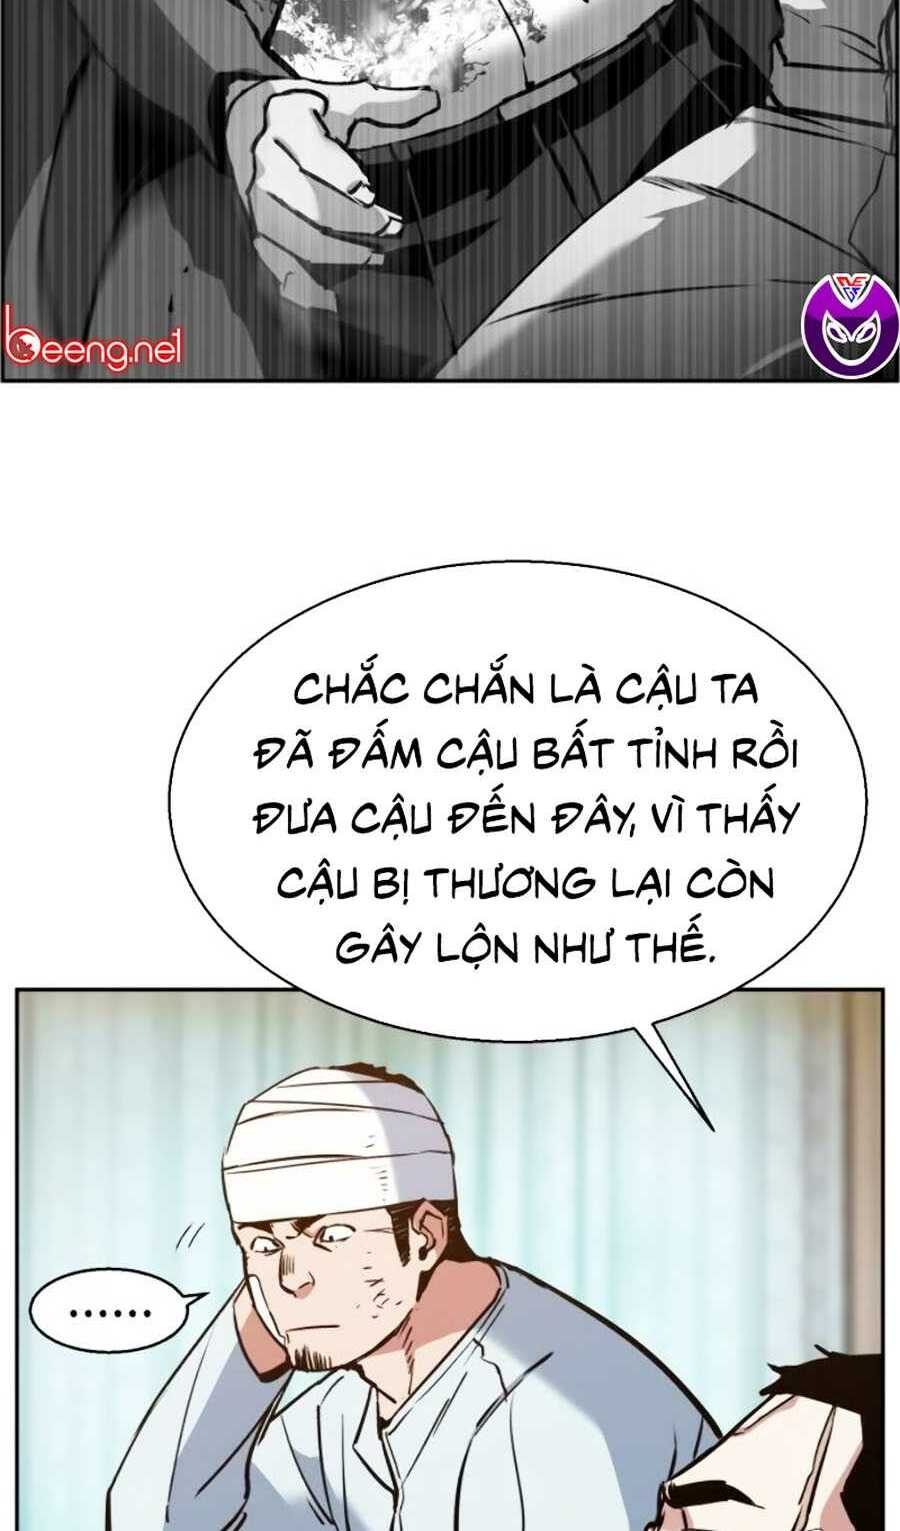 beeng.net
CHẮC CHẮN LÀ CẬU TA
ĐÃ ĐẤM CẬU BẤT TỈNH RỒI
ĐƯA CẬU ĐẾN ĐÂY, VÌ THẤY
CẬU BỊ THƯƠNG LẠI CÒN
GÂY LỘN NHƯ THẾ.
......